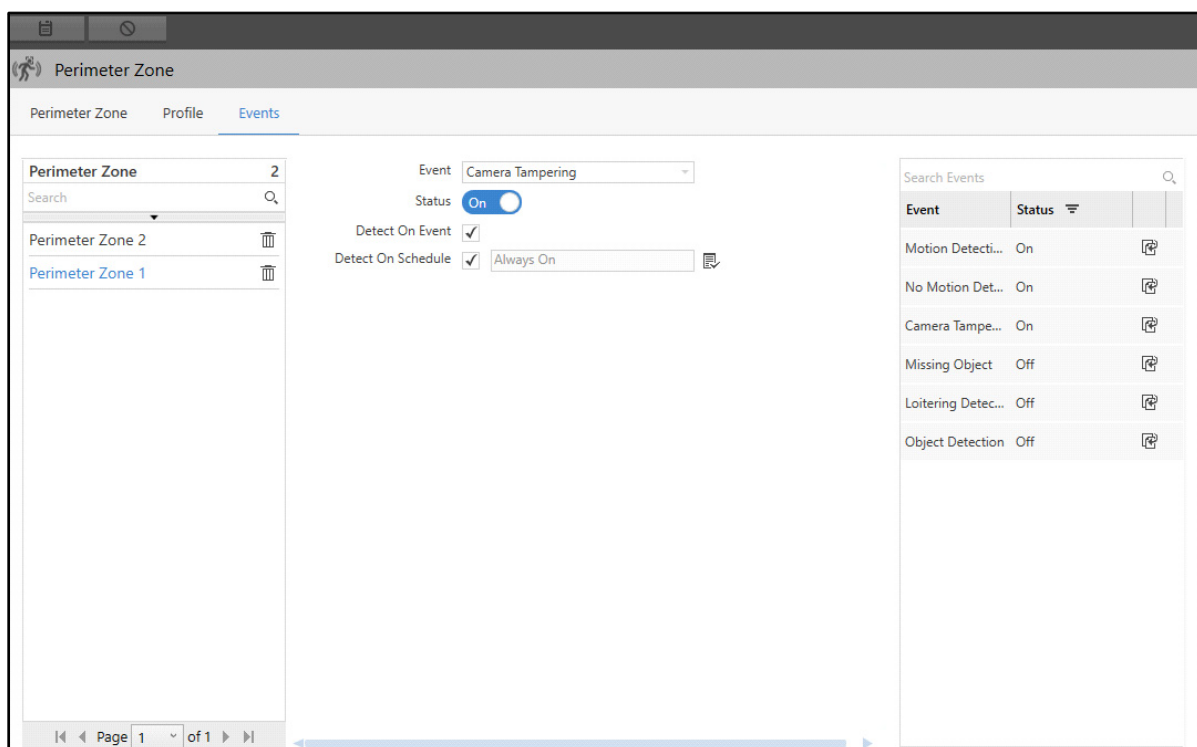 Perimeter Zone
Perimeter Zone Profile Events
Perimeter Zone 2
Search
Perimeter Zone 2
Perimeter Zone 1
Page 1 of 1
Event Camera Tampering
Status On
Detect On Event
Detect On Schedule Always On
Search Events
Event Status
Motion Detecti... On
No Motion Det... On
Camera Tampe... On
Missing Object Off
Loitering Detec... Off
Object Detection Off